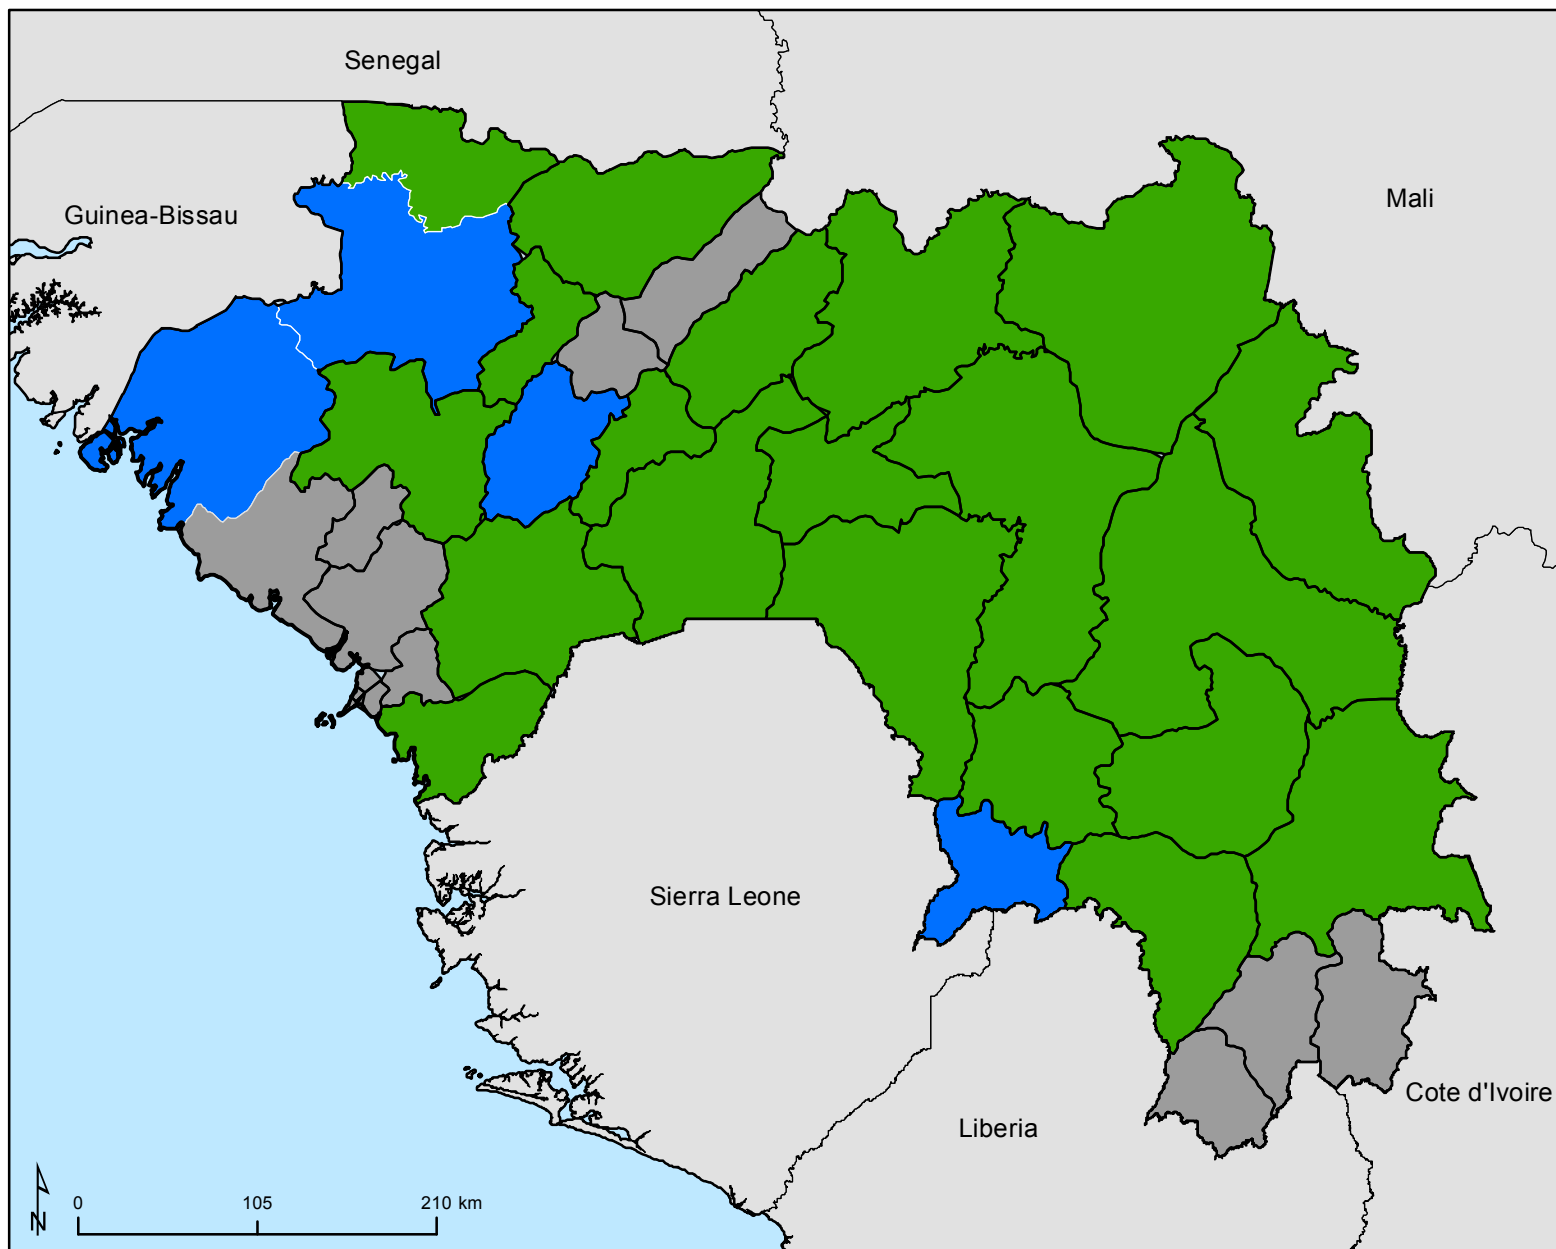 Senegal
Mali
Guinea-Bissau
Sierra Leone
Cote d'Ivoire
Liberia
N
0 105 210 km